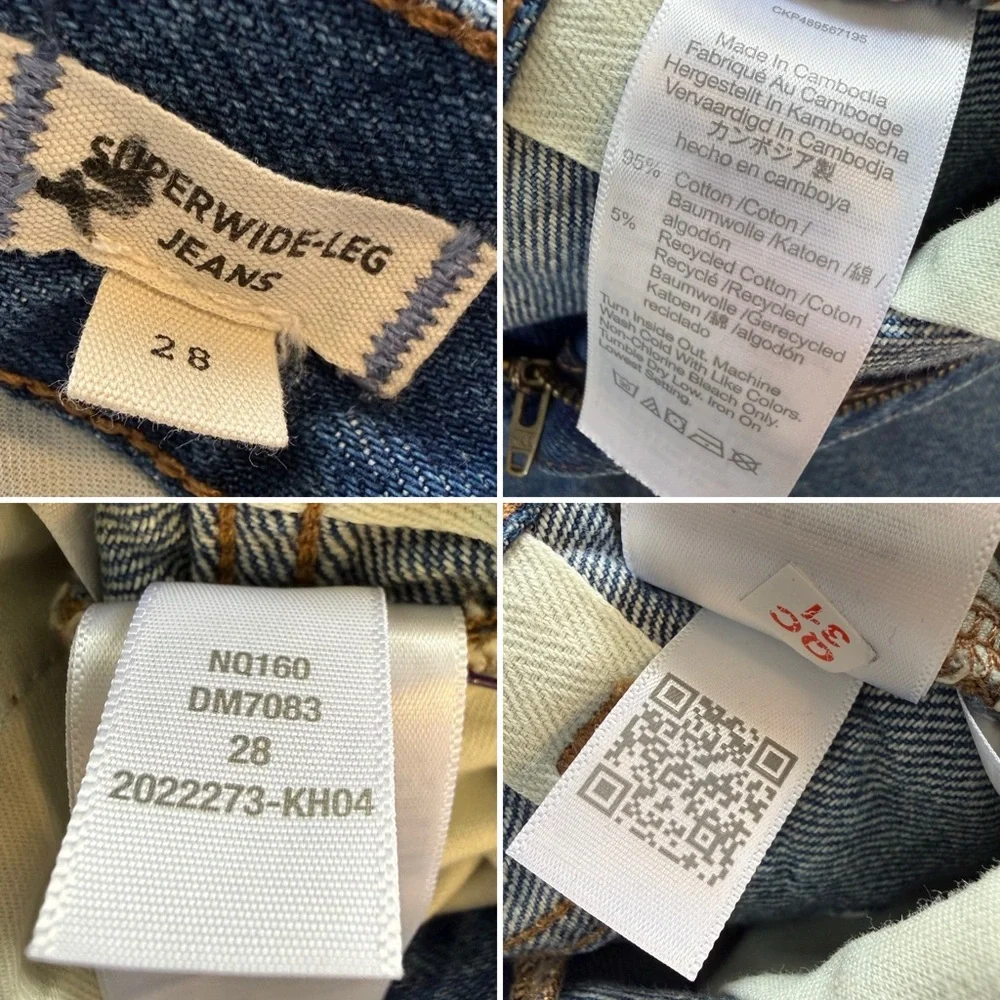 SUPERWIDE-LEG
JEANS
28
CKP489567195
Made In Cambodia
Fabriqué Au Cambodge
Hergestellt In Kambodscha
Vervaardigd In Cambodja
カンボジア製
hecho en camboya
95% Cotton /Coton /
Baumwolle /Katoen /綿 /
algodón
5% Recycled Cotton /Coton
Recyclé /Recycled
Baumwolle /Gerecycled
Katoen /綿 /algodón
reciclado
Turn Inside Out. Machine
Wash Cold With Like Colors.
Non-Chlorine Bleach Only.
Tumble Dry Low. Iron On
Lowest Setting.
NQ160
DM7083
28
2022273-KH04
QC
31